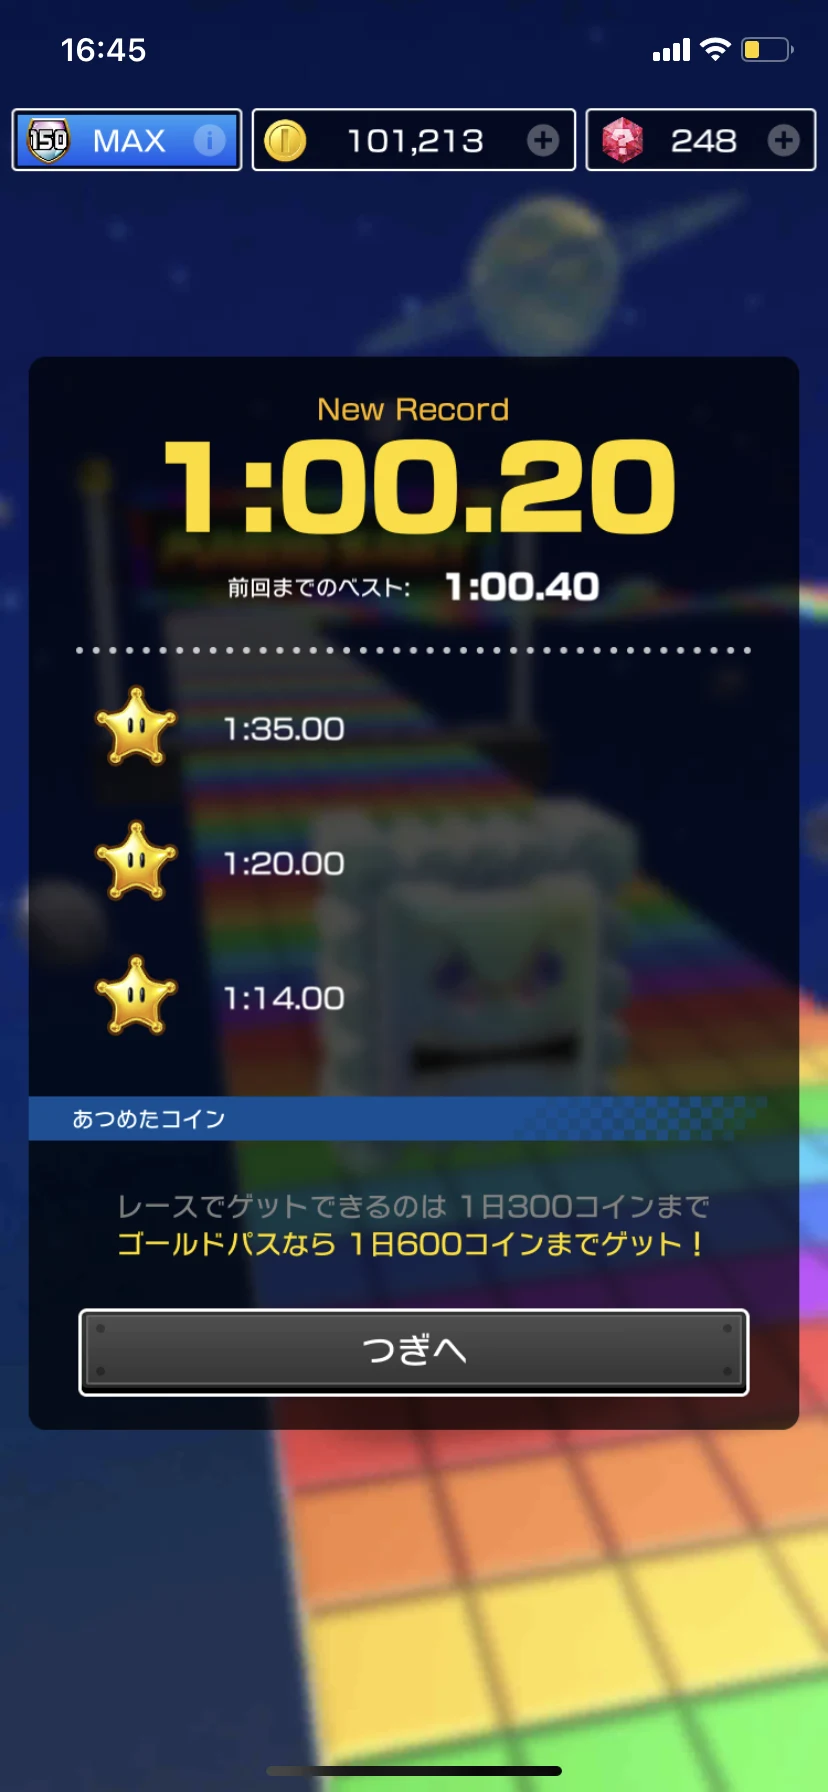 16:45
150 MAX i 101,213 + ? 248 +
New Record
1:00.20
前回までのベスト: 1:00.40
1:35.00
1:20.00
1:14.00
あつめたコイン
レースでゲットできるのは 1日300コインまで
ゴールドパスなら 1日600コインまでゲット！
つぎへ